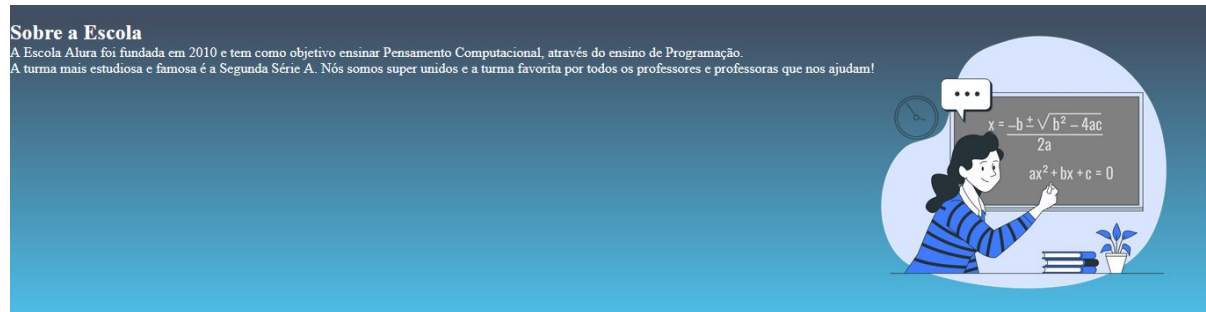 Sobre a Escola
A Escola Alura foi fundada em 2010 e tem como objetivo ensinar Pensamento Computacional, através do ensino de Programação.
A turma mais estudiosa e famosa é a Segunda Série A. Nós somos super unidos e a turma favorita por todos os professores e professoras que nos ajudam!
x = −b ± √b² − 4ac
2a
ax² + bx + c = 0